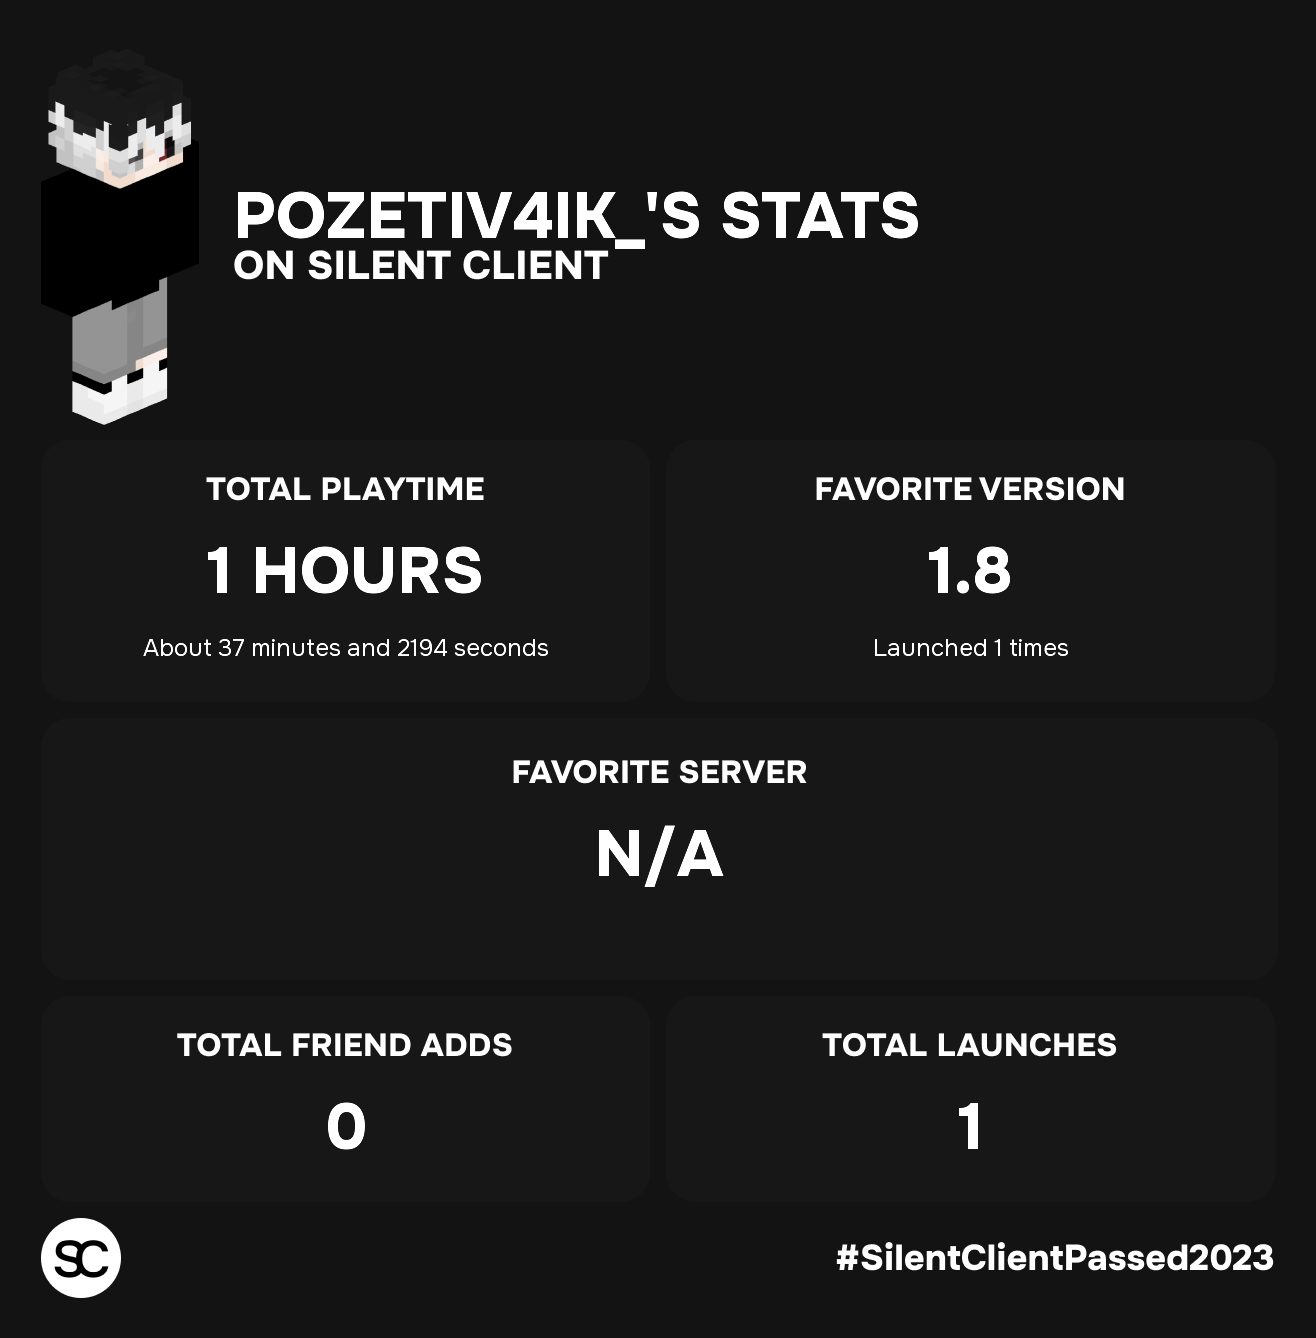 POZETIV4IK_'S STATS
ON SILENT CLIENT
TOTAL PLAYTIME
1 HOURS
About 37 minutes and 2194 seconds
FAVORITE VERSION
1.8
Launched 1 times
FAVORITE SERVER
N/A
TOTAL FRIEND ADDS
0
TOTAL LAUNCHES
1
SC
#SilentClientPassed2023